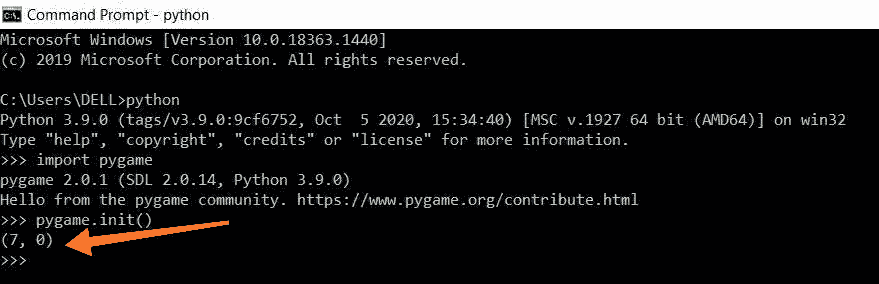 Command Prompt - python
Microsoft Windows [Version 10.0.18363.1440]
(c) 2019 Microsoft Corporation. All rights reserved.
C:\Users\DELL>python
Python 3.9.0 (tags/v3.9.0:9cf6752, Oct  5 2020, 15:34:40) [MSC v.1927 64 bit (AMD64)] on win32
Type "help", "copyright", "credits" or "license" for more information.
>>> import pygame
pygame 2.0.1 (SDL 2.0.14, Python 3.9.0)
Hello from the pygame community. https://www.pygame.org/contribute.html
>>> pygame.init()
(7, 0)
>>>